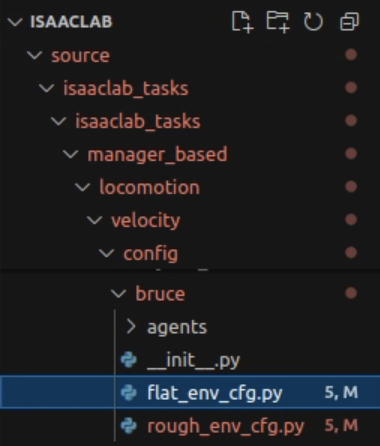 ISAACLAB
source
isaaclab_tasks
isaaclab_tasks
manager_based
locomotion
velocity
config
bruce
agents
__init__.py
flat_env_cfg.py 5, M
rough_env_cfg.py 5, M